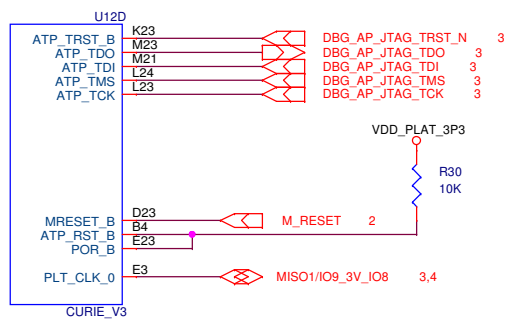 U12D
ATP_TRST_B K23 DBG_AP_JTAG_TRST_N 3
ATP_TDO M23 DBG_AP_JTAG_TDO 3
ATP_TDI M21 DBG_AP_JTAG_TDI 3
ATP_TMS L24 DBG_AP_JTAG_TMS 3
ATP_TCK L23 DBG_AP_JTAG_TCK 3
VDD_PLAT_3P3
R30
10K
MRESET_B D23 M_RESET 2
ATP_RST_B B4
POR_B E23
PLT_CLK_0 E3 MISO1/IO9_3V_IO8 3,4
CURIE_V3